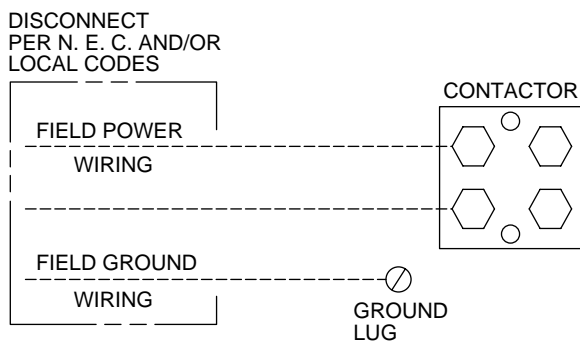 DISCONNECT
PER N. E. C. AND/OR
LOCAL CODES
CONTACTOR
FIELD POWER
WIRING
FIELD GROUND
WIRING
GROUND
LUG